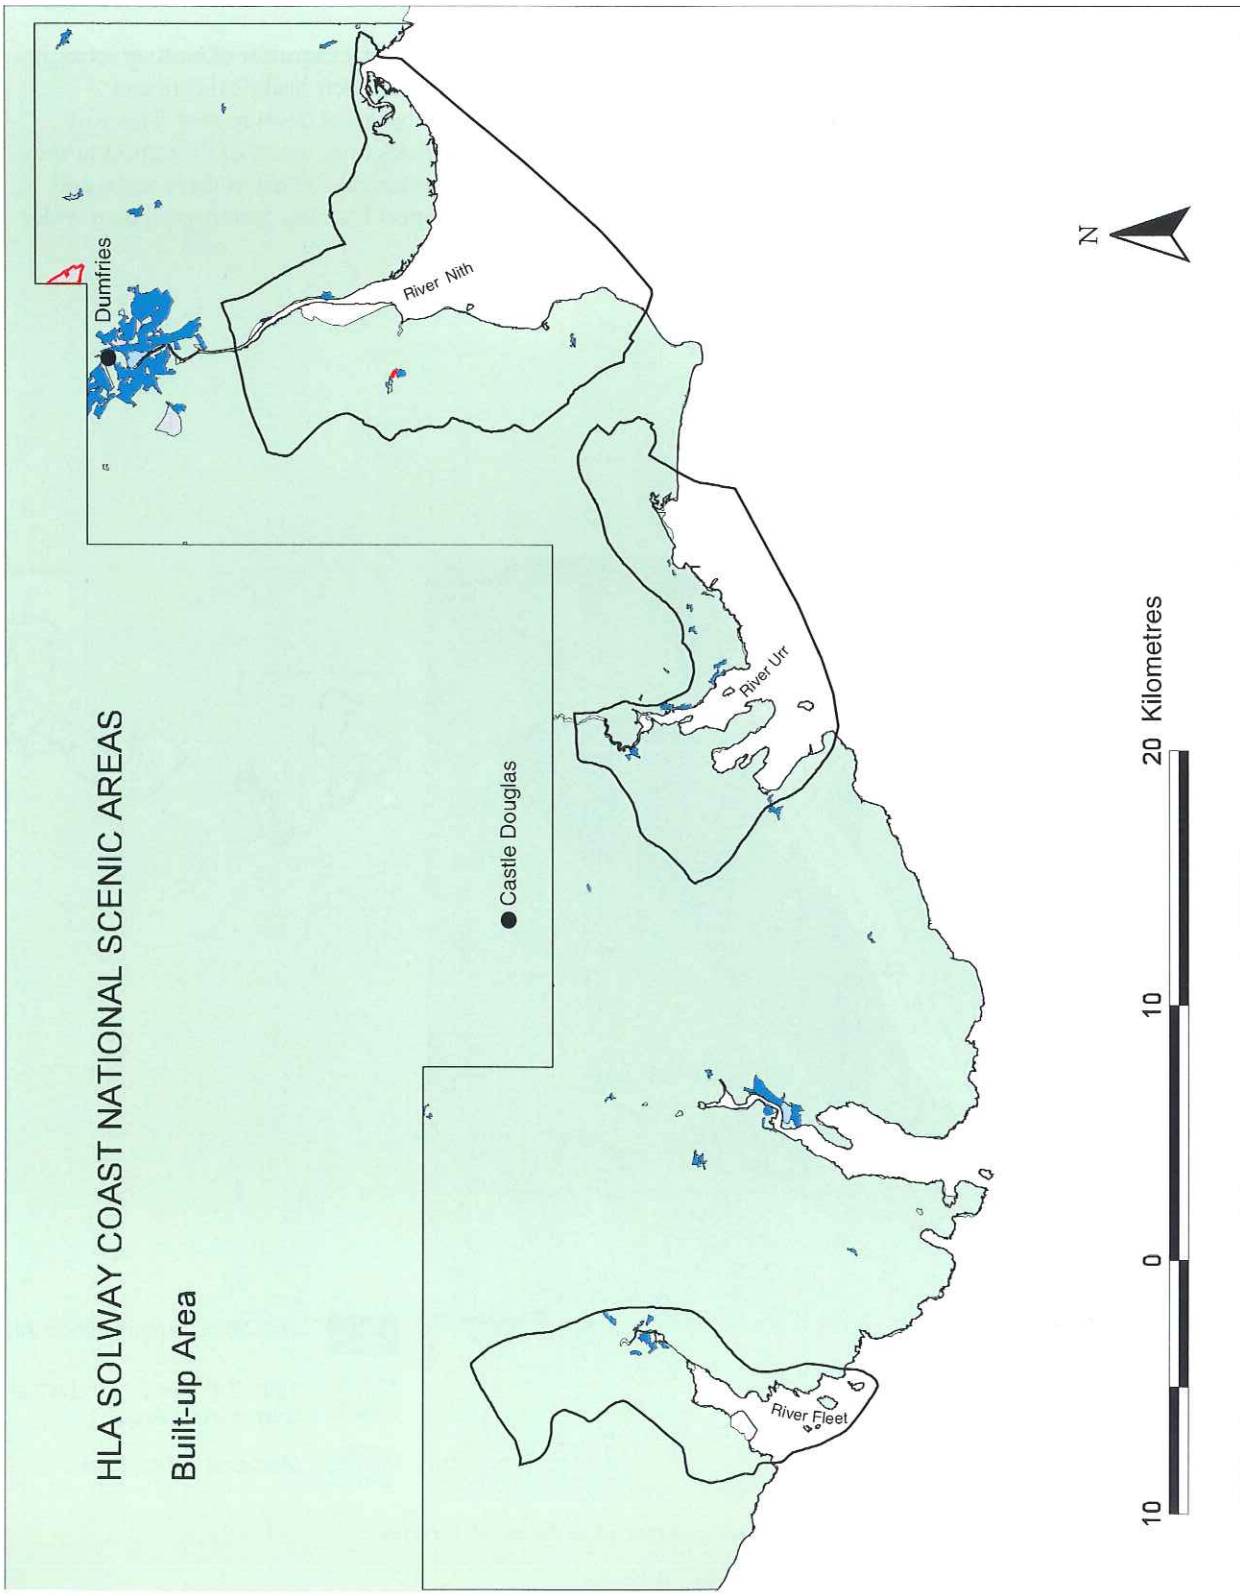 HLA SOLWAY COAST NATIONAL SCENIC AREAS
Built-up Area
Dumfries
River Nith
Castle Douglas
River Urr
River Fleet
N
10 0 10 20 Kilometres